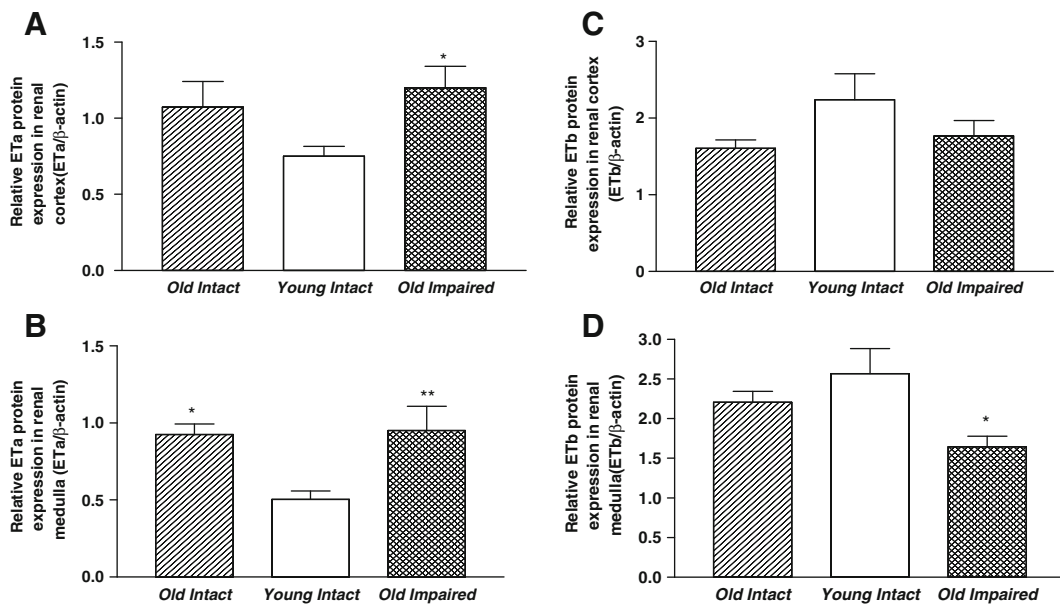 A
Relative ETa protein
expression in renal
cortex(ETa/β-actin)
1.5
1.0
0.5
0.0
*
Old Intact
Young Intact
Old Impaired
C
Relative ETb protein
expression in renal cortex
(ETb/β-actin)
3
2
1
0
Old Intact
Young Intact
Old Impaired
B
Relative ETa protein
expression in renal
medulla (ETa/β-actin)
1.5
1.0
0.5
0.0
*
**
Old Intact
Young Intact
Old Impaired
D
Relative ETb protein
expression in renal
medulla(ETb/β-actin)
3.0
2.5
2.0
1.5
1.0
0.5
0.0
*
Old Intact
Young Intact
Old Impaired